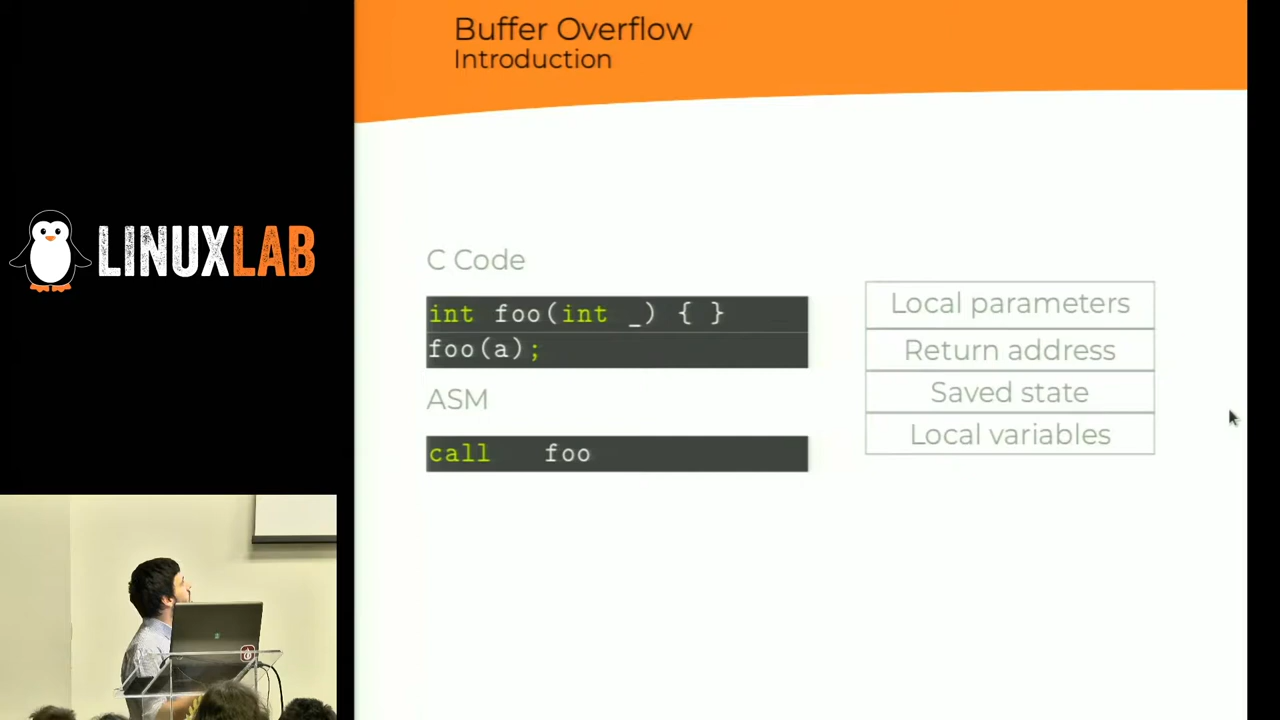 Buffer Overflow
Introduction
LINUXLAB
C Code
int foo(int _) { }
foo(a);
ASM
call foo
Local parameters
Return address
Saved state
Local variables